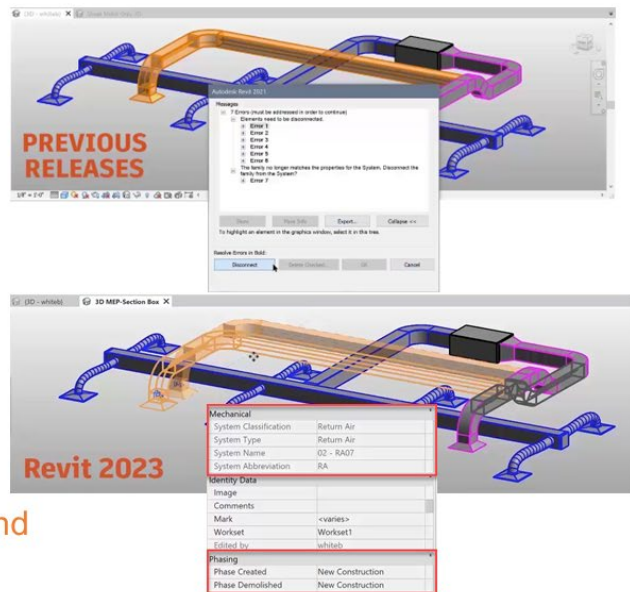 (3D - whiteb)
PREVIOUS
RELEASES
1/8" = 1'-0"
Autodesk Revit 2021
Messages
7 Errors (must be addressed in order to continue)
Elements need to be disconnected.
Error 1
Error 2
Error 3
Error 4
Error 5
Error 6
The family no longer matches the properties for the System. Disconnect the
family from the System?
Error 7
Show
More Info
Export...
Collapse <<
To highlight an element in the graphics window, select it in this tree.
Resolve Errors in Bold:
Disconnect
Delete Checked...
OK
Cancel
(3D - whiteb)
3D MEP-Section Box
Revit 2023
Mechanical
System Classification Return Air
System Type Return Air
System Name 02 - RA07
System Abbreviation RA
Identity Data
Image
Comments
Mark <varies>
Workset Workset1
Edited by whiteb
Phasing
Phase Created New Construction
Phase Demolished New Construction
nd